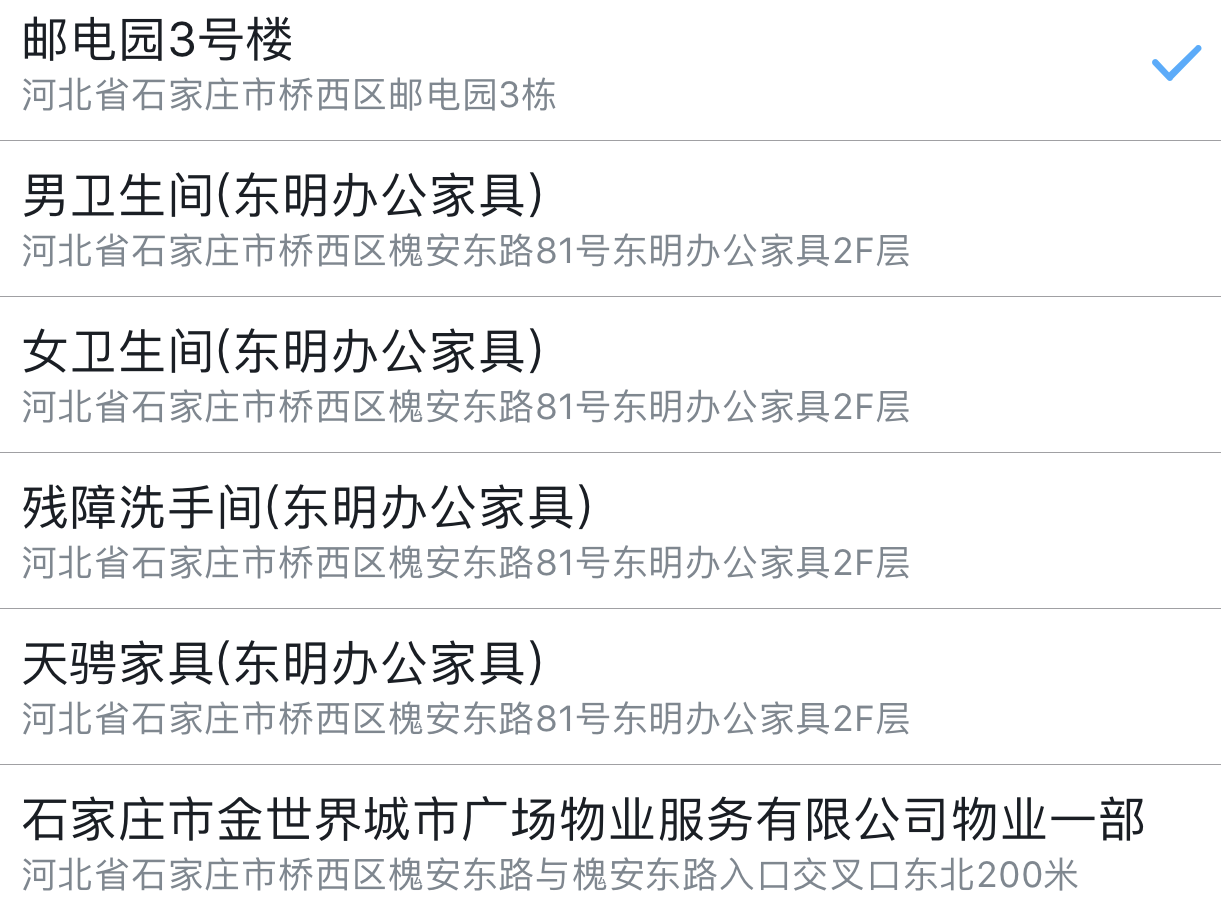 邮电园3号楼
河北省石家庄市桥西区邮电园3栋
男卫生间(东明办公家具)
河北省石家庄市桥西区槐安东路81号东明办公家具2F层
女卫生间(东明办公家具)
河北省石家庄市桥西区槐安东路81号东明办公家具2F层
残障洗手间(东明办公家具)
河北省石家庄市桥西区槐安东路81号东明办公家具2F层
天骋家具(东明办公家具)
河北省石家庄市桥西区槐安东路81号东明办公家具2F层
石家庄市金世界城市广场物业服务有限公司物业一部
河北省石家庄市桥西区槐安东路与槐安东路入口交叉口东北200米